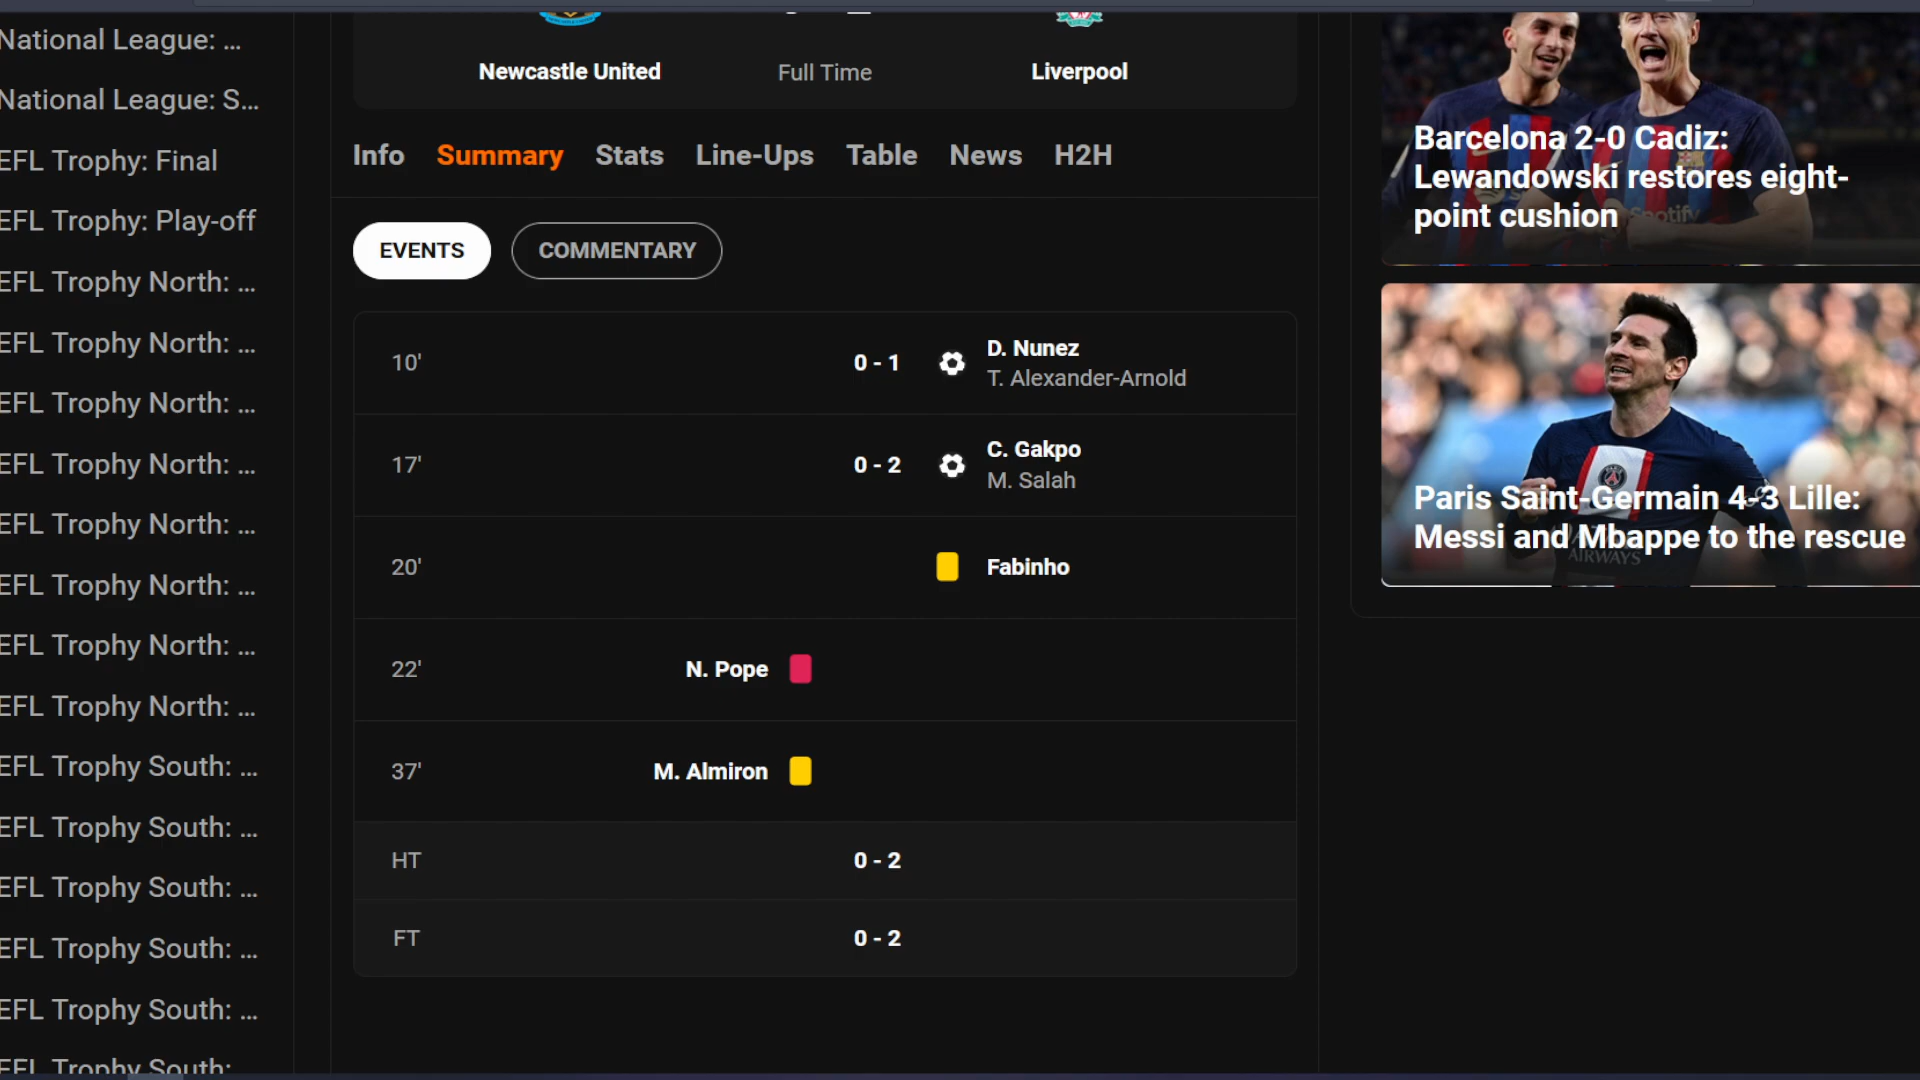 National League: ...
National League: S...
EFL Trophy: Final
EFL Trophy: Play-off
EFL Trophy North: ...
EFL Trophy North: ...
EFL Trophy North: ...
EFL Trophy North: ...
EFL Trophy North: ...
EFL Trophy North: ...
EFL Trophy North: ...
EFL Trophy North: ...
EFL Trophy South: ...
EFL Trophy South: ...
EFL Trophy South: ...
EFL Trophy South: ...
EFL Trophy South: ...
EFL Trophy South:
Newcastle United
Full Time
Liverpool
Info Summary Stats Line-Ups Table News H2H
EVENTS COMMENTARY
10' 0 - 1 D. Nunez
T. Alexander-Arnold
17' 0 - 2 C. Gakpo
M. Salah
20' Fabinho
22' N. Pope
37' M. Almiron
HT 0 - 2
FT 0 - 2
Barcelona 2-0 Cadiz:
Lewandowski restores eight-
point cushion
Spotify
Paris Saint-Germain 4-3 Lille:
Messi and Mbappe to the rescue
AIRWAYS